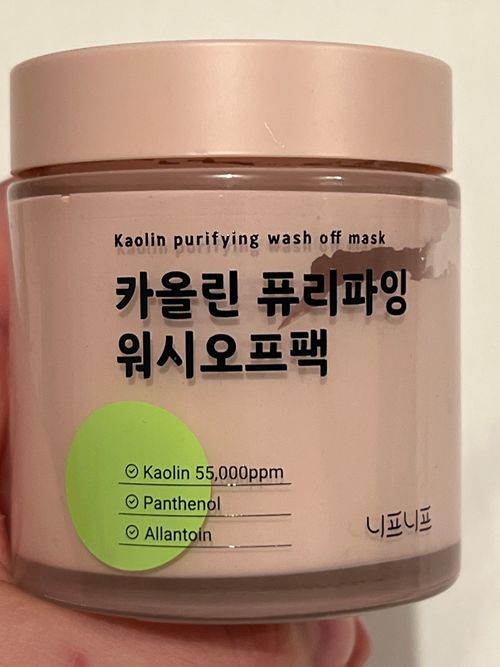 Kaolin purifying wash off mask
카올린 퓨리파잉
워시오프팩
Kaolin 55,000ppm
Panthenol
Allantoin
니프니프